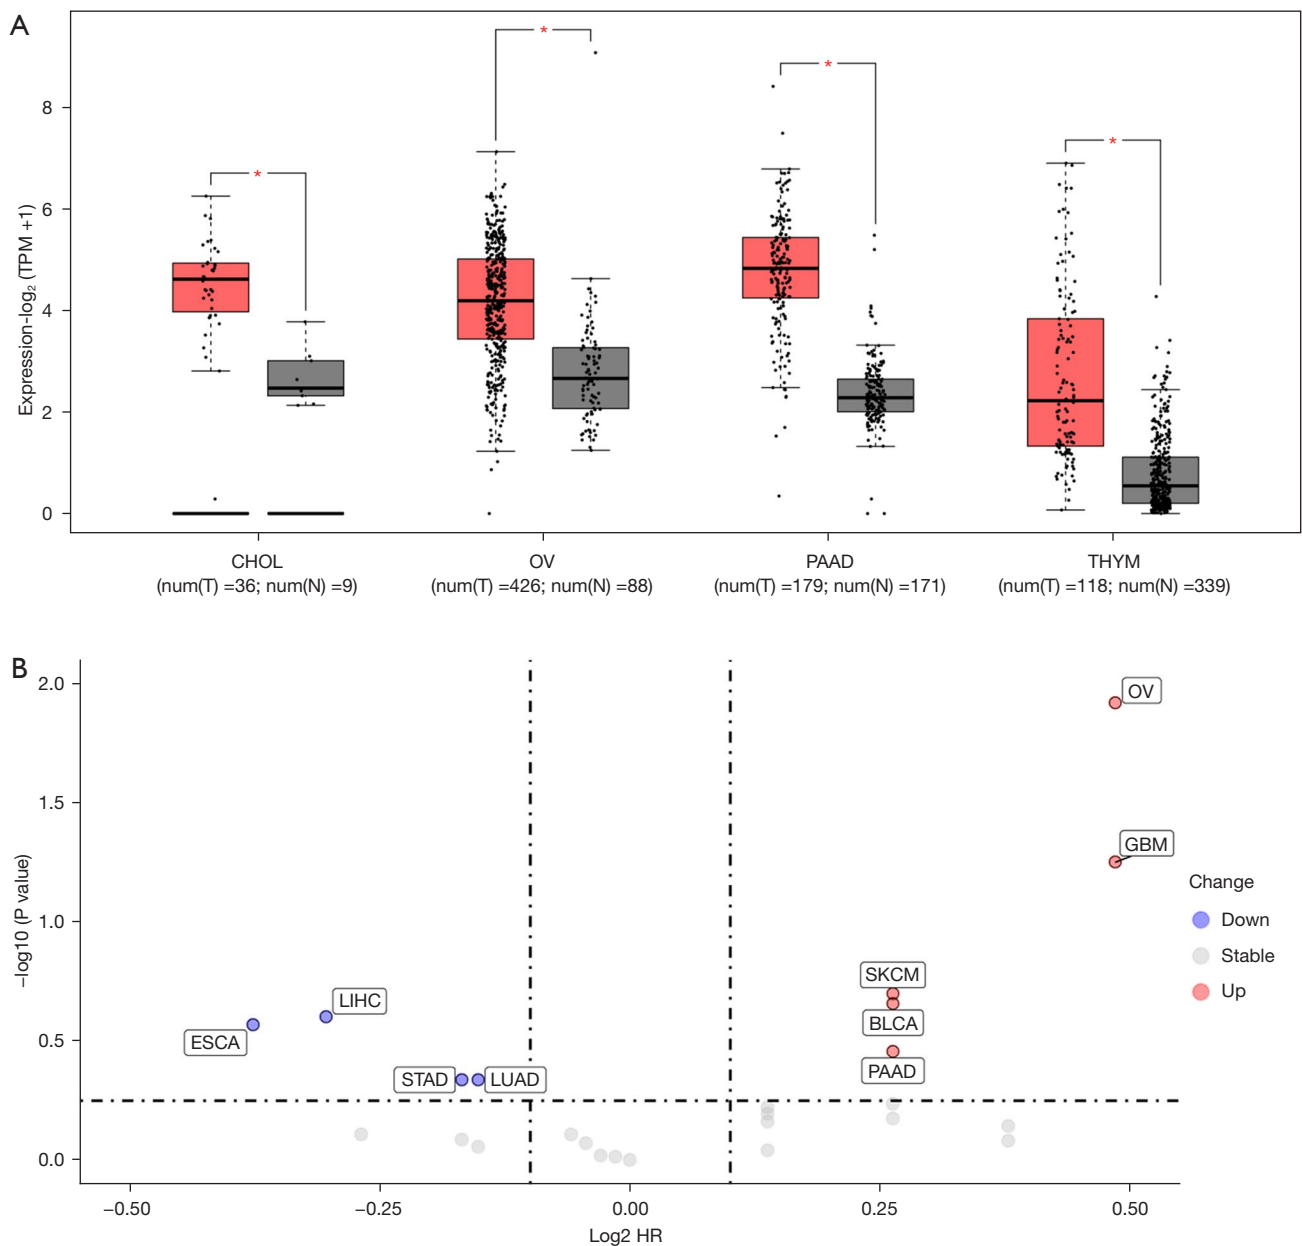 A
*
*
*
*
8
6
4
2
0
Expression-log₂ (TPM +1)
CHOL
(num(T) =36; num(N) =9)
OV
(num(T) =426; num(N) =88)
PAAD
(num(T) =179; num(N) =171)
THYM
(num(T) =118; num(N) =339)
B
2.0
1.5
1.0
0.5
0.0
−log10 (P value)
OV
GBM
SKCM
BLCA
PAAD
LIHC
ESCA
STAD
LUAD
Change
Down
Stable
Up
−0.50
−0.25
0.00
0.25
0.50
Log2 HR